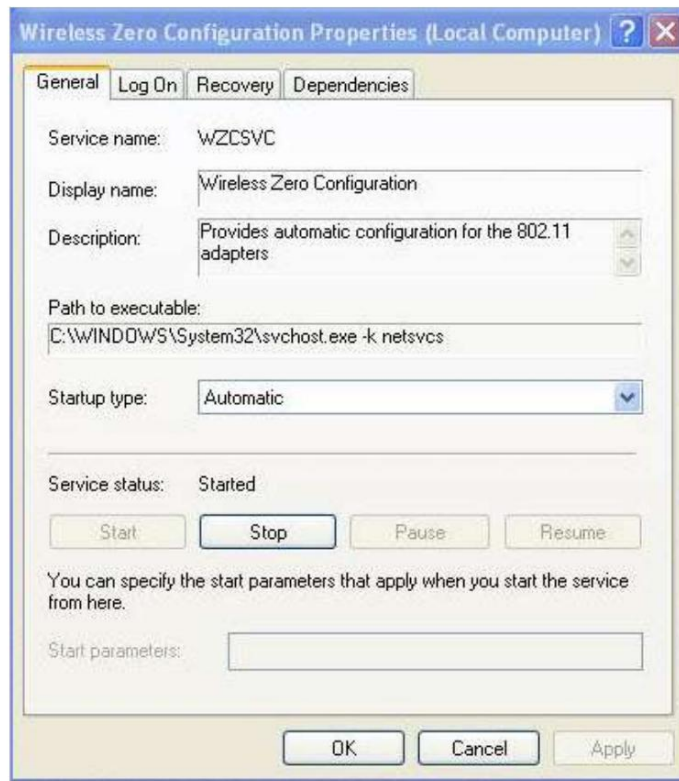 Wireless Zero Configuration Properties (Local Computer)
General Log On Recovery Dependencies
Service name: WZCSVC
Display name: Wireless Zero Configuration
Description: Provides automatic configuration for the 802.11
adapters
Path to executable:
C:\WINDOWS\System32\svchost.exe -k netsvcs
Startup type: Automatic
Service status: Started
Start Stop Pause Resume
You can specify the start parameters that apply when you start the service
from here.
Start parameters:
OK Cancel Apply